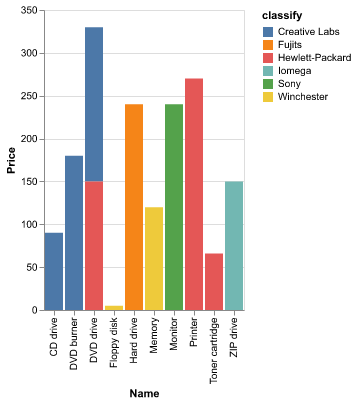 350
300
250
200
150
100
50
0
Price
CD drive
DVD burner
DVD drive
Floppy disk
Hard drive
Memory
Monitor
Printer
Toner cartridge
ZIP drive
Name
classify
Creative Labs
Fujits
Hewlett-Packard
Iomega
Sony
Winchester